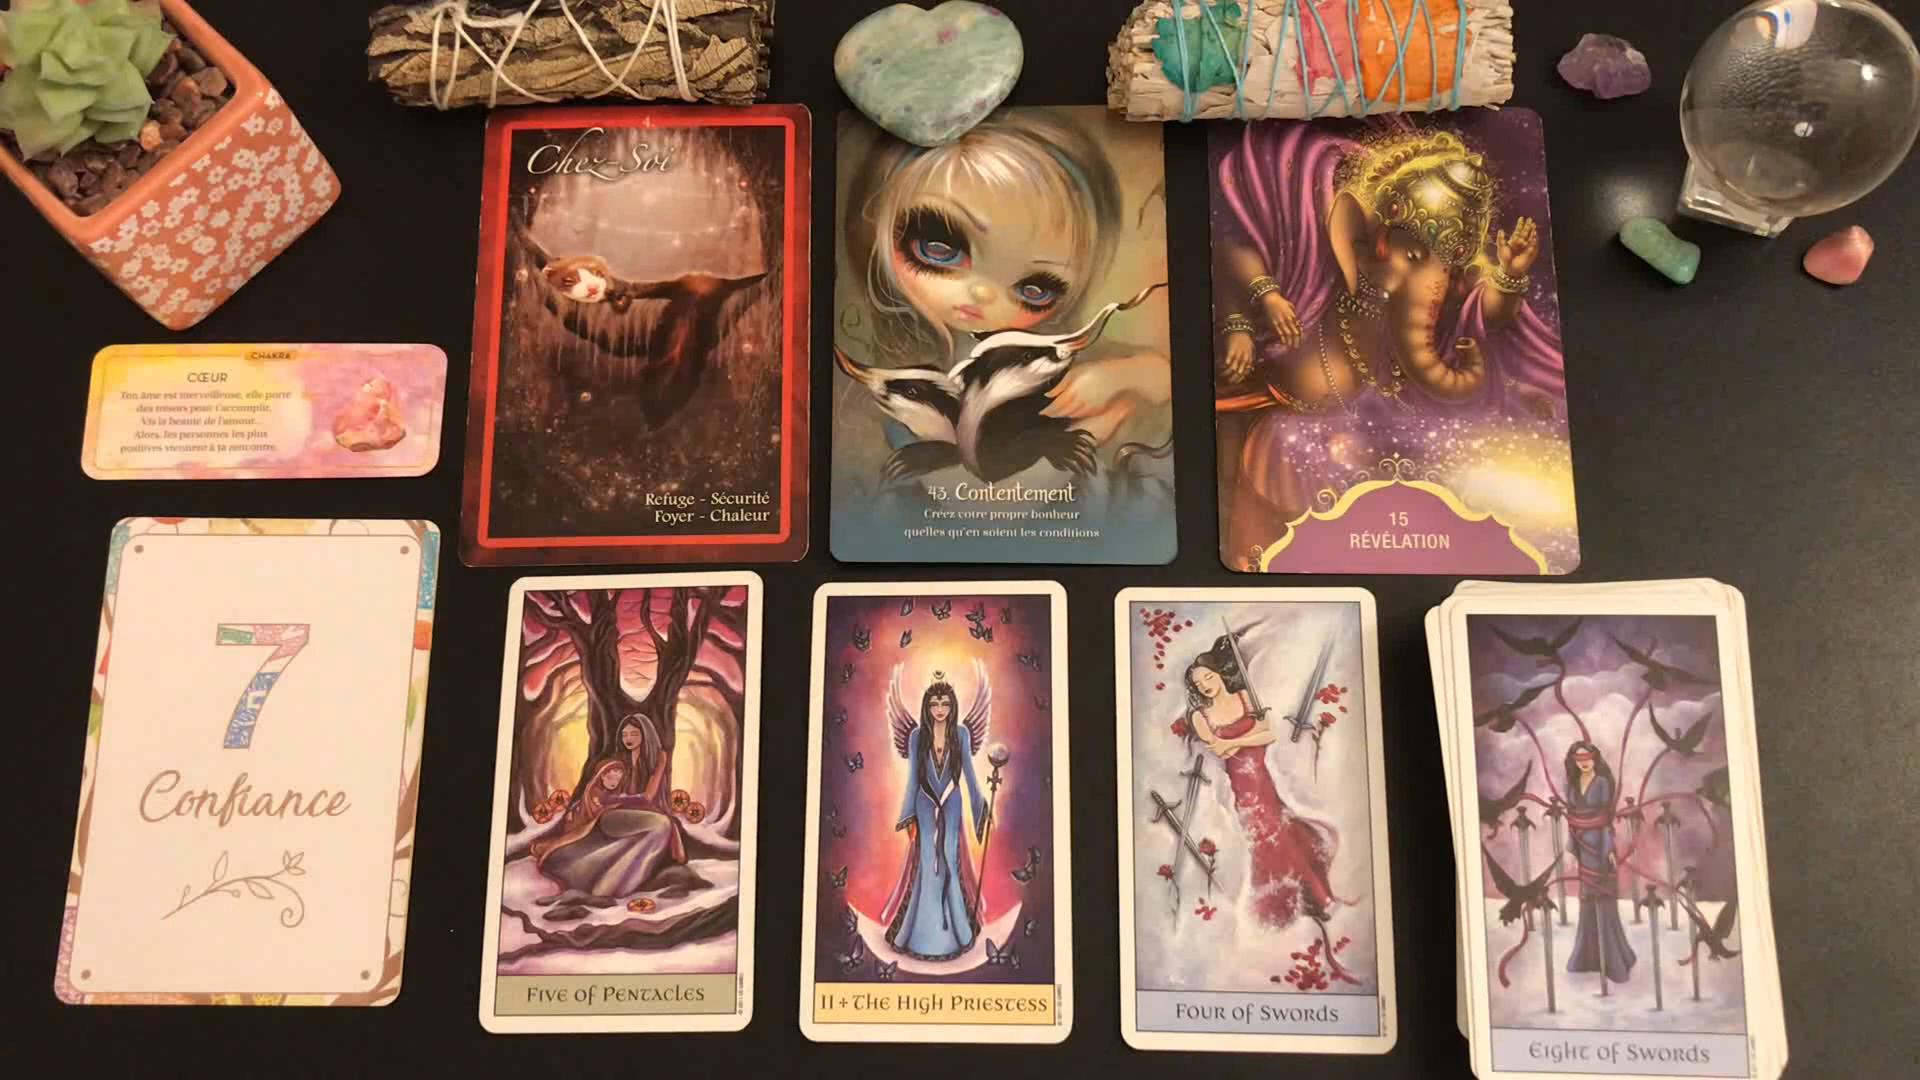 4.
Chez-Soi
Refuge - Sécurité
Foyer - Chaleur
43. Contentement
Créez votre propre bonheur
quelles qu'en soient les conditions
15
RÉVÉLATION
CHAKRA
CŒUR
Ton âme est merveilleuse, elle porte
des trésors pour t'accomplir.
Vis la beauté de l'amour...
Alors, les personnes les plus
positives viennent à ta rencontre.
7
Confiance
FIVE OF PENTACLES
II + THE HIGH PRIESTESS
FOUR OF SWORDS
EIGHT OF SWORDS